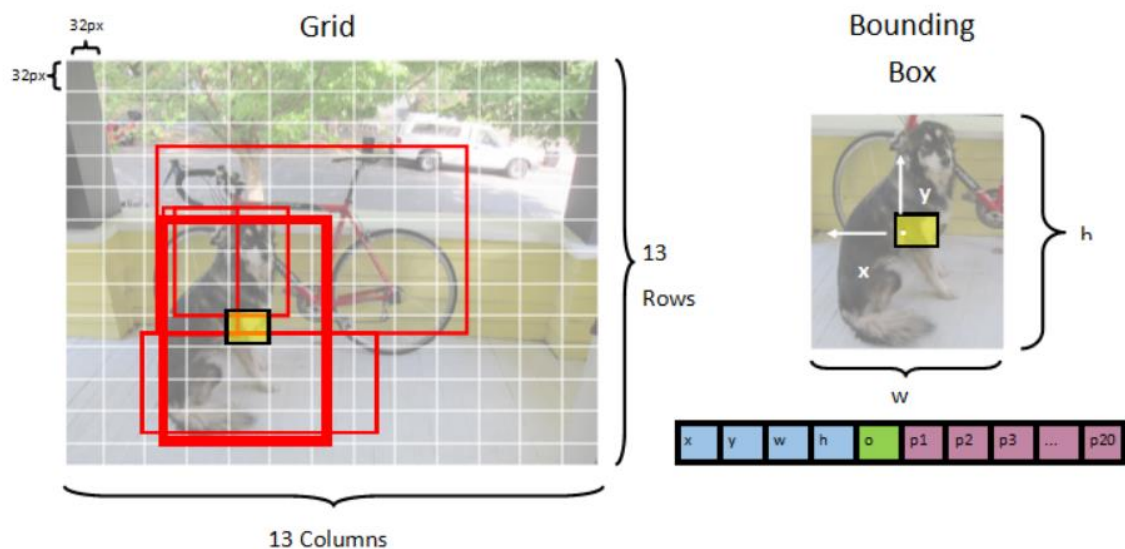 32px
Grid
32px
13
Rows
13 Columns
Bounding
Box
y
x
h
w
x y w h o p1 p2 p3 ... p20